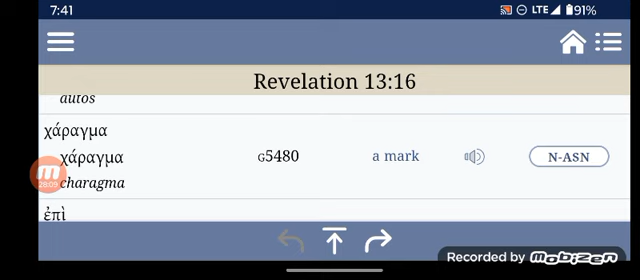 7:41 LTE 91%
Revelation 13:16
autos
χάραγμα
χάραγμα G5480 a mark N-ASN
28:09
charagma
ἐπὶ
Recorded by Mobizen